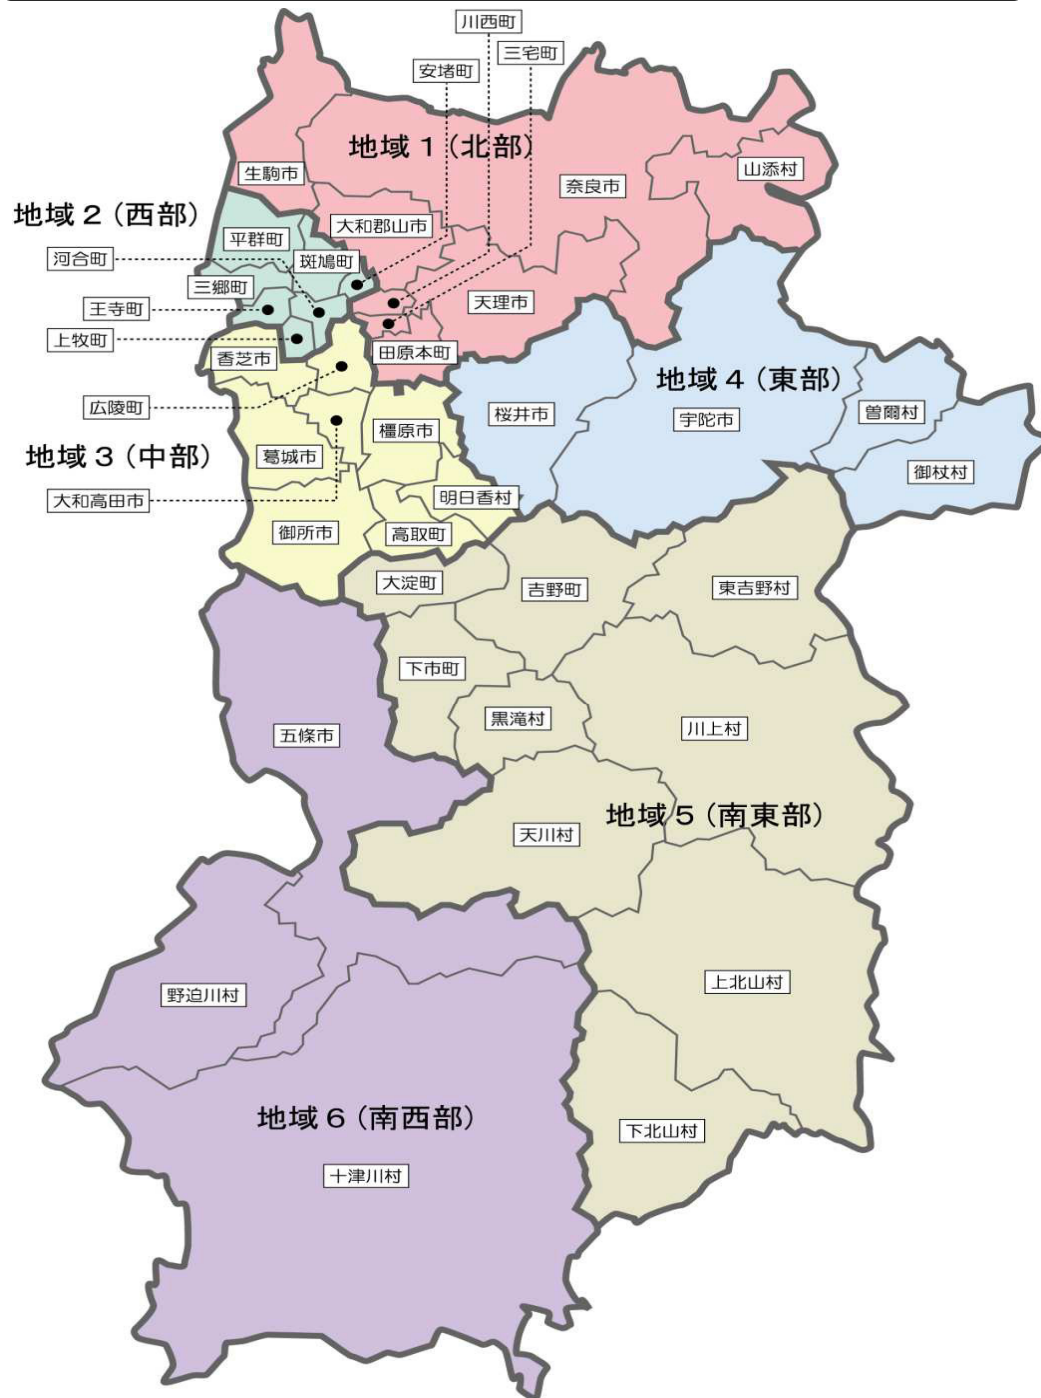 川西町
三宅町
安堵町
地域1(北部)
山添村
生駒市
奈良市
地域2(西部)
大和郡山市
平群町
河合町
斑鳩町
三郷町
天理市
王寺町
上牧町
香芝市
田原本町
地域4(東部)
広陵町
桜井市
宇陀市
曽爾村
橿原市
地域3(中部)
葛城市
御杖村
大和高田市
明日香村
御所市
高取町
大淀町
吉野町
東吉野村
下市町
黒滝村
川上村
五條市
地域5(南東部)
天川村
上北山村
野迫川村
地域6(南西部)
下北山村
十津川村